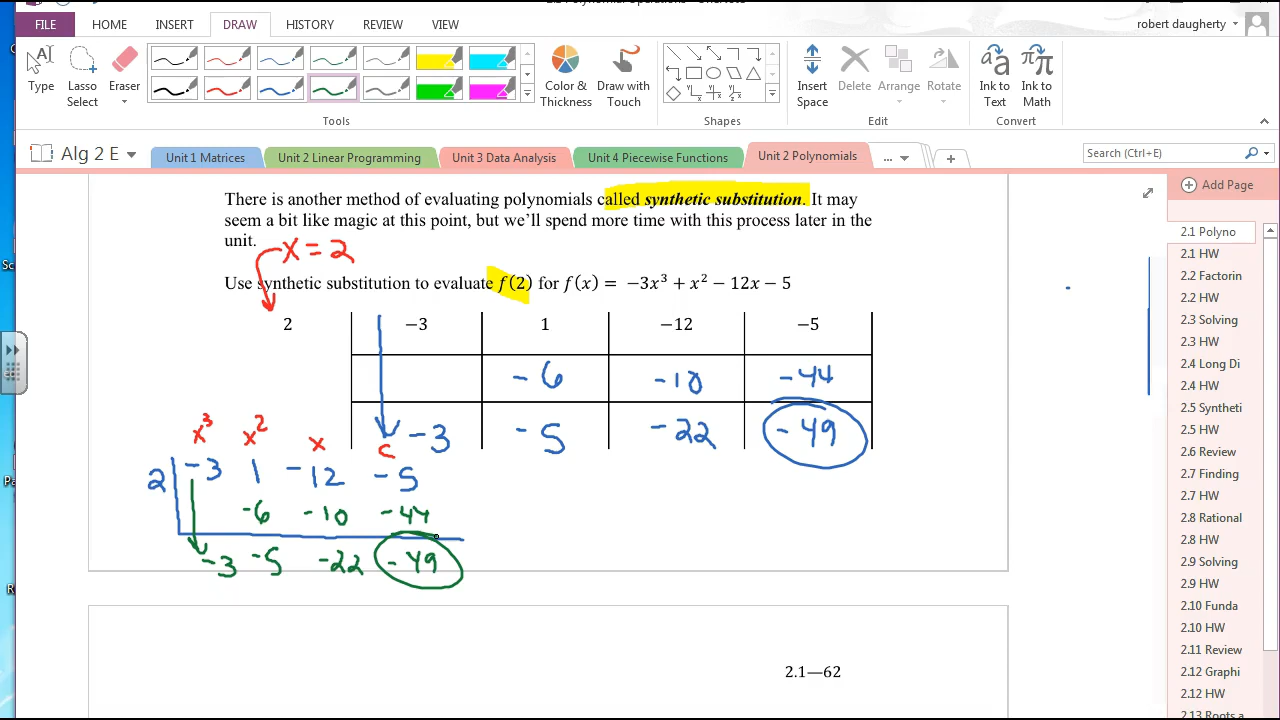 FILE HOME INSERT DRAW HISTORY REVIEW VIEW robert daugherty
Type Lasso Select Eraser Color & Thickness Draw with Touch Insert Space Delete Arrange Rotate Ink to Text Ink to Math
Tools Shapes Edit Convert
Alg 2 E Unit 1 Matrices Unit 2 Linear Programming Unit 3 Data Analysis Unit 4 Piecewise Functions Unit 2 Polynomials ... + Search (Ctrl+E)
There is another method of evaluating polynomials called synthetic substitution. It may
seem a bit like magic at this point, but we'll spend more time with this process later in the
unit.
x = 2
Use synthetic substitution to evaluate f(2) for f(x) = −3x³ + x² − 12x − 5
2 −3 1 −12 −5
-6 -10 -44
-3 -5 -22 -49
x³ x² x c
2 -3 1 -12 -5
-6 -10 -44
-3 -5 -22 -49
2.1—62
Add Page
2.1 Polyno
2.1 HW
2.2 Factorin
2.2 HW
2.3 Solving
2.3 HW
2.4 Long Di
2.4 HW
2.5 Syntheti
2.5 HW
2.6 Review
2.7 Finding
2.7 HW
2.8 Rational
2.8 HW
2.9 Solving
2.9 HW
2.10 Funda
2.10 HW
2.11 Review
2.12 Graphi
2.12 HW
2.13 Roots a